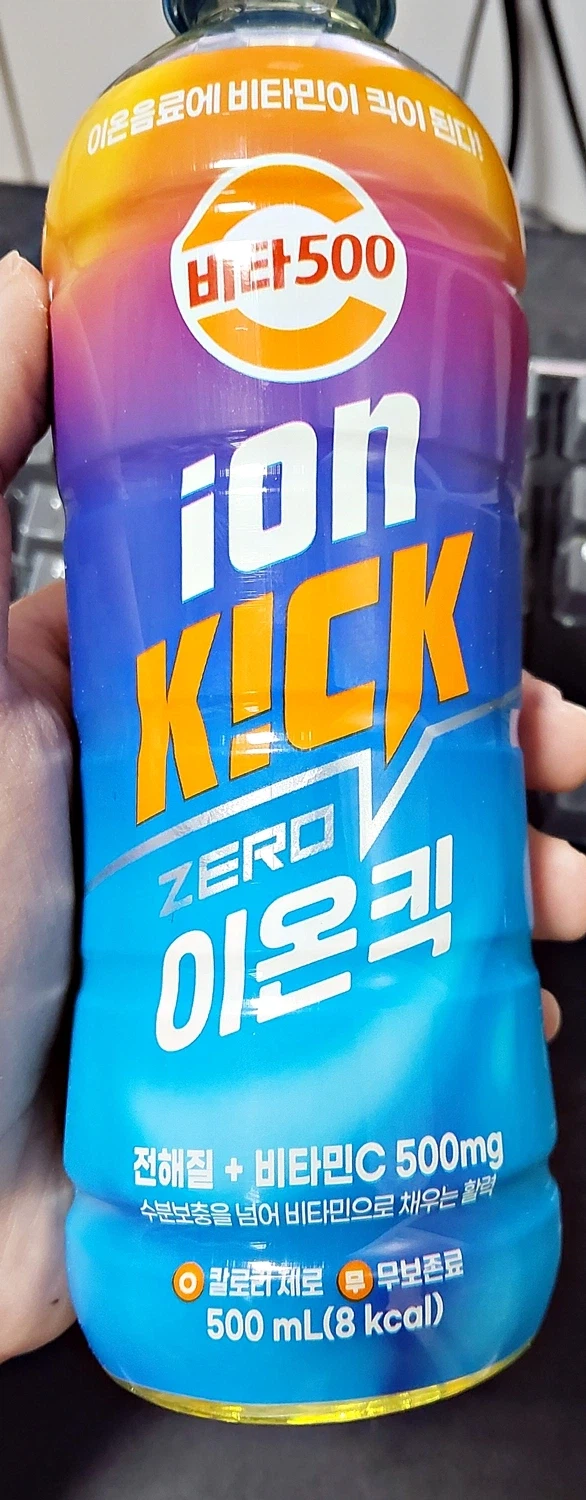 이온음료에 비타민이 킥이 된다!
비타500
ion
K!CK
ZERO
이온킥
전해질 + 비타민C 500mg
수분보충을 넘어 비타민으로 채우는 활력
0 칼로리 제로 무 무보존료
500 mL(8 kcal)